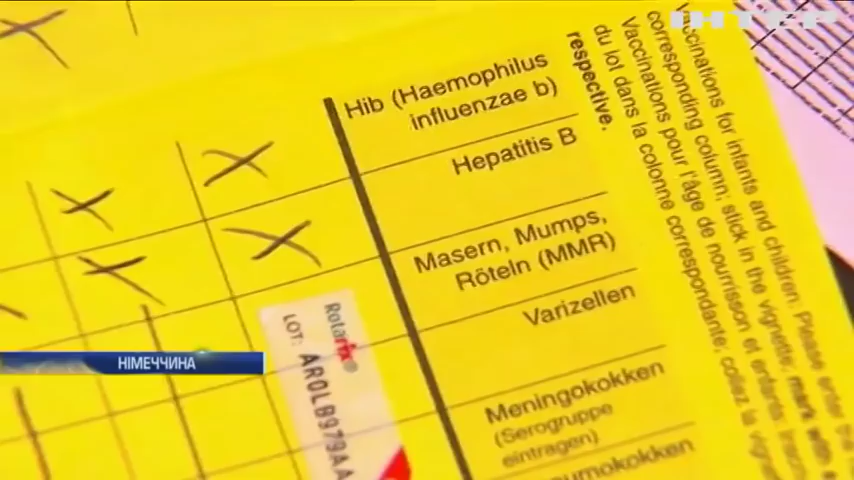 ІНТЕР
Hib (Haemophilus
influenzae b)
Hepatitis B
Masern, Mumps,
Röteln (MMR)
Varizellen
Meningokokken
(Serogruppe
eintragen)
respective.
du lot dans la colonne correspondante; collez la
Vaccinations pour l'âge de nourrisson et enfants:
corresponding column; stick in the vignette; mark with
Vaccinations for infants and children: Please enter
Rotarix
LOT:
AROLB979AA
НІМЕЧЧИНА